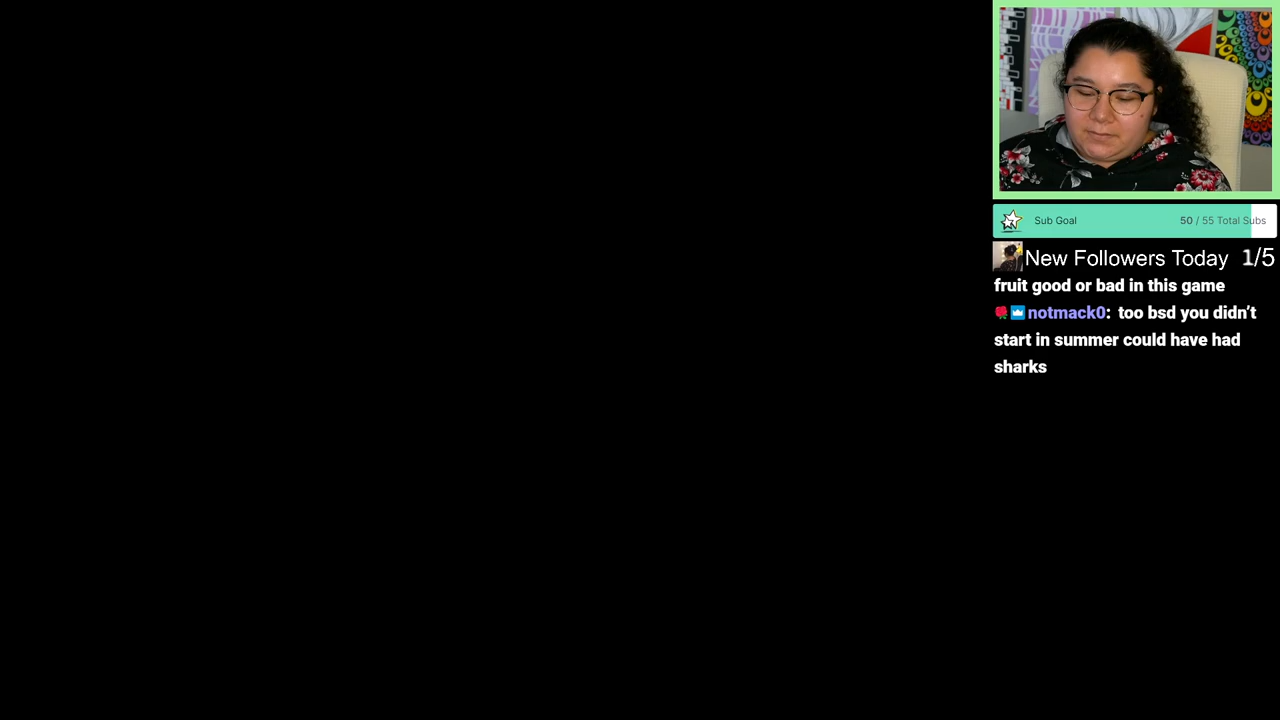 Sub Goal 50 / 55 Total Subs
New Followers Today 1/5
fruit good or bad in this game
notmack0: too bsd you didn’t
start in summer could have had
sharks